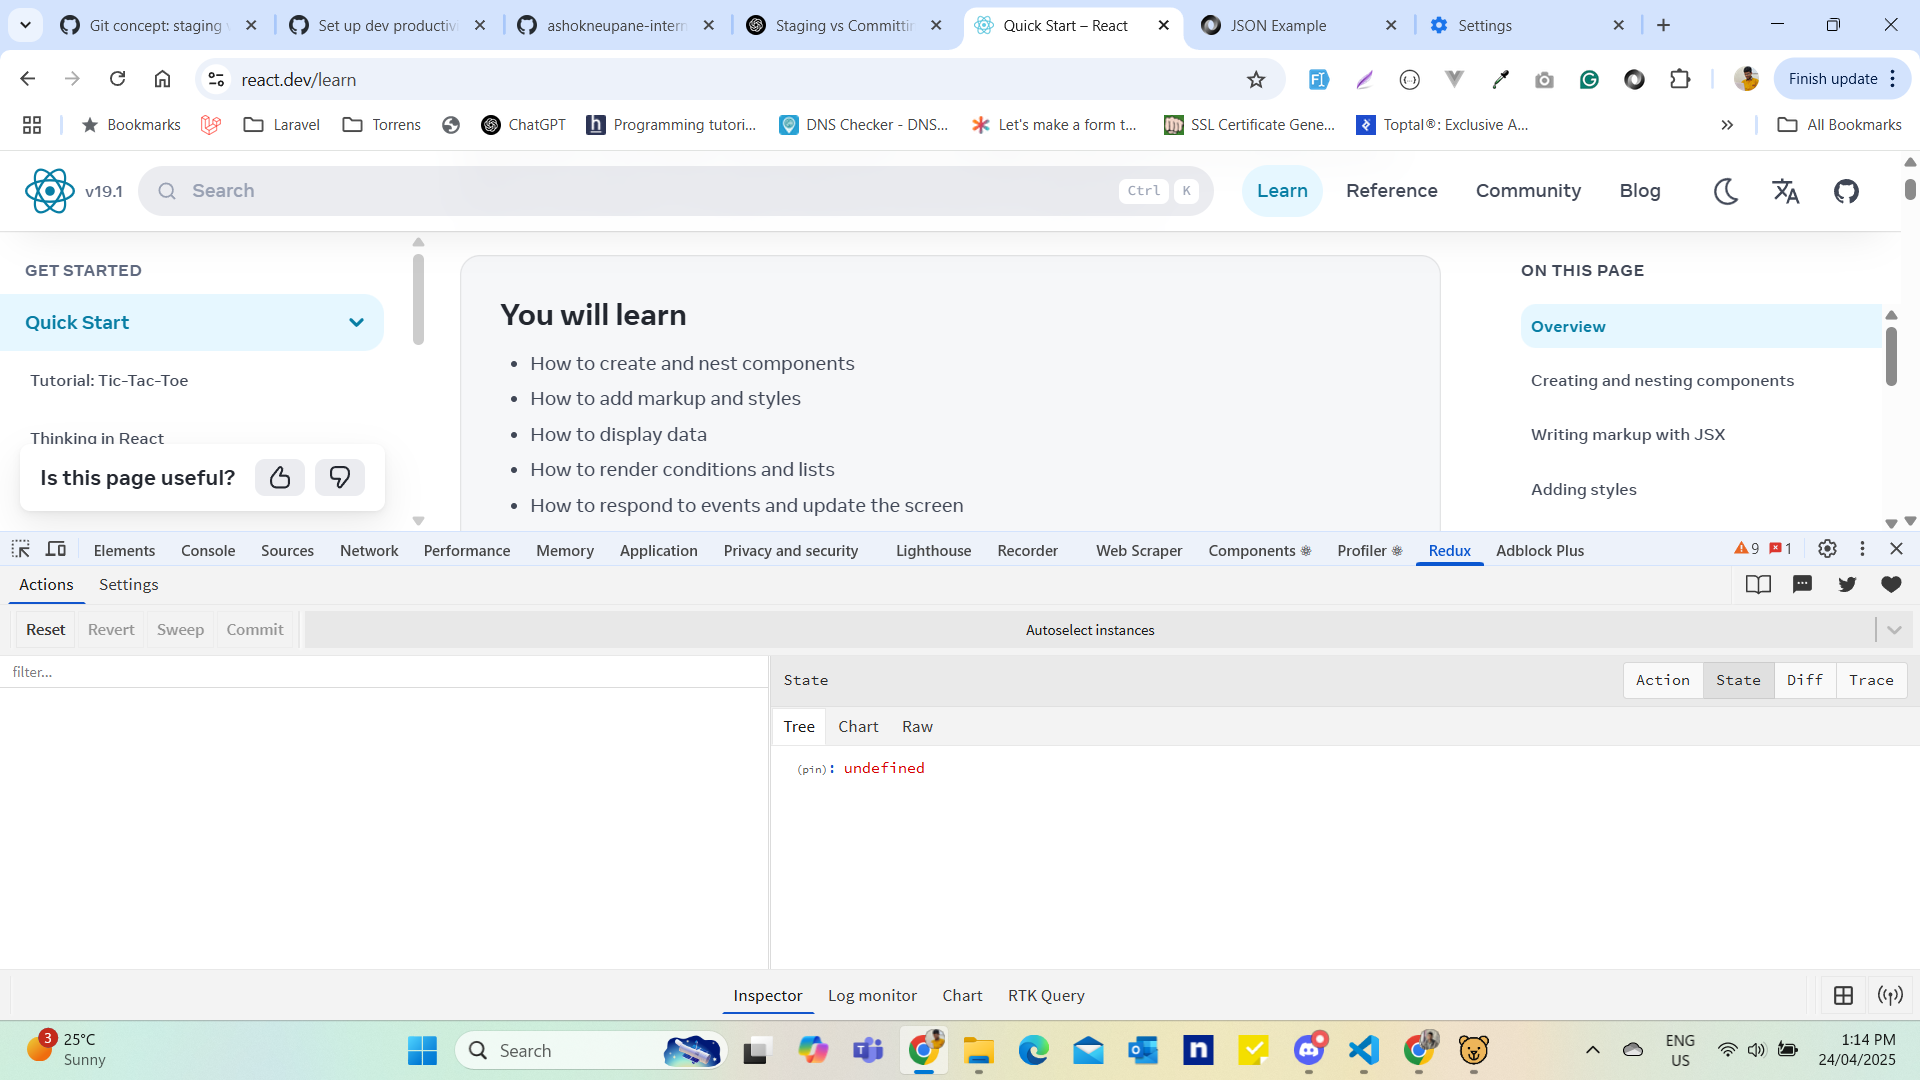 Git concept: staging
Set up dev productiv
ashokneupane-intern
Staging vs Committin
Quick Start – React
JSON Example
Settings
react.dev/learn
Finish update
Bookmarks
Laravel
Torrens
ChatGPT
Programming tutori...
DNS Checker - DNS...
Let's make a form t...
SSL Certificate Gene...
Toptal®: Exclusive A...
All Bookmarks
v19.1
Search
Ctrl K
Learn
Reference
Community
Blog
GET STARTED
Quick Start
Tutorial: Tic-Tac-Toe
Thinking in React
Is this page useful?
You will learn
• How to create and nest components
• How to add markup and styles
• How to display data
• How to render conditions and lists
• How to respond to events and update the screen
ON THIS PAGE
Overview
Creating and nesting components
Writing markup with JSX
Adding styles
Elements
Console
Sources
Network
Performance
Memory
Application
Privacy and security
Lighthouse
Recorder
Web Scraper
Components
Profiler
Redux
Adblock Plus
9
1
Actions
Settings
Reset
Revert
Sweep
Commit
Autoselect instances
filter...
State
Action
State
Diff
Trace
Tree
Chart
Raw
(pin): undefined
Inspector
Log monitor
Chart
RTK Query
3
25°C
Sunny
Search
ENG
US
1:14 PM
24/04/2025